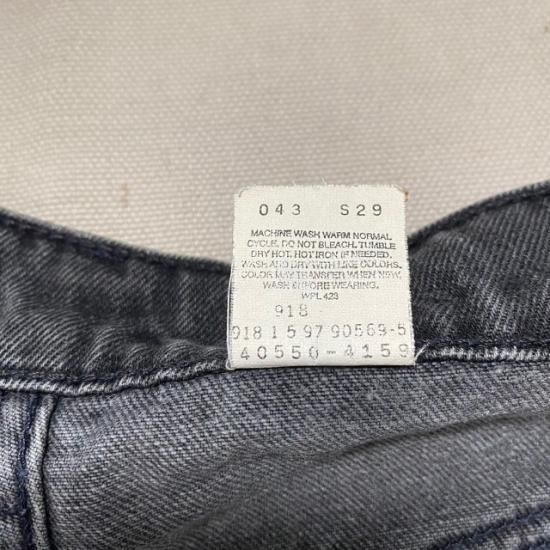 043 S29
MACHINE WASH WARM NORMAL
CYCLE. DO NOT BLEACH. TUMBLE
DRY HOT. HOT IRON IF NEEDED.
WASH AND DRY WITH LIKE COLORS.
COLOR MAY TRANSFER WHEN NEW.
WASH BEFORE WEARING.
WPL 423
918
918 1 5 97 90569-5
40550-4159